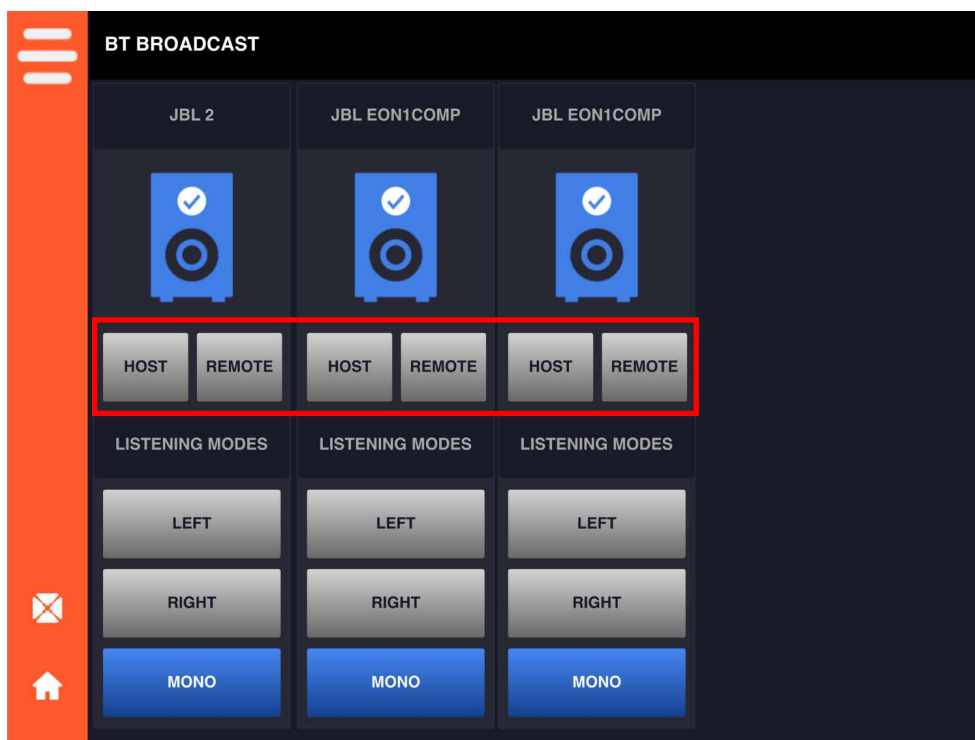 BT BROADCAST
JBL 2 JBL EON1COMP JBL EON1COMP
HOST REMOTE HOST REMOTE HOST REMOTE
LISTENING MODES LISTENING MODES LISTENING MODES
LEFT LEFT LEFT
RIGHT RIGHT RIGHT
MONO MONO MONO